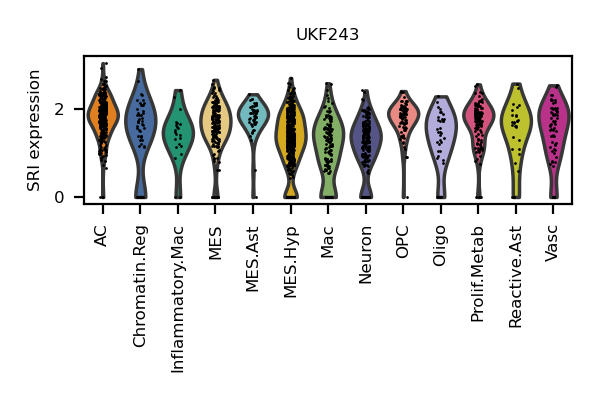 UKF243
SRI expression
2
0
AC
Chromatin.Reg
Inflammatory.Mac
MES
MES.Ast
MES.Hyp
Mac
Neuron
OPC
Oligo
Prolif.Metab
Reactive.Ast
Vasc